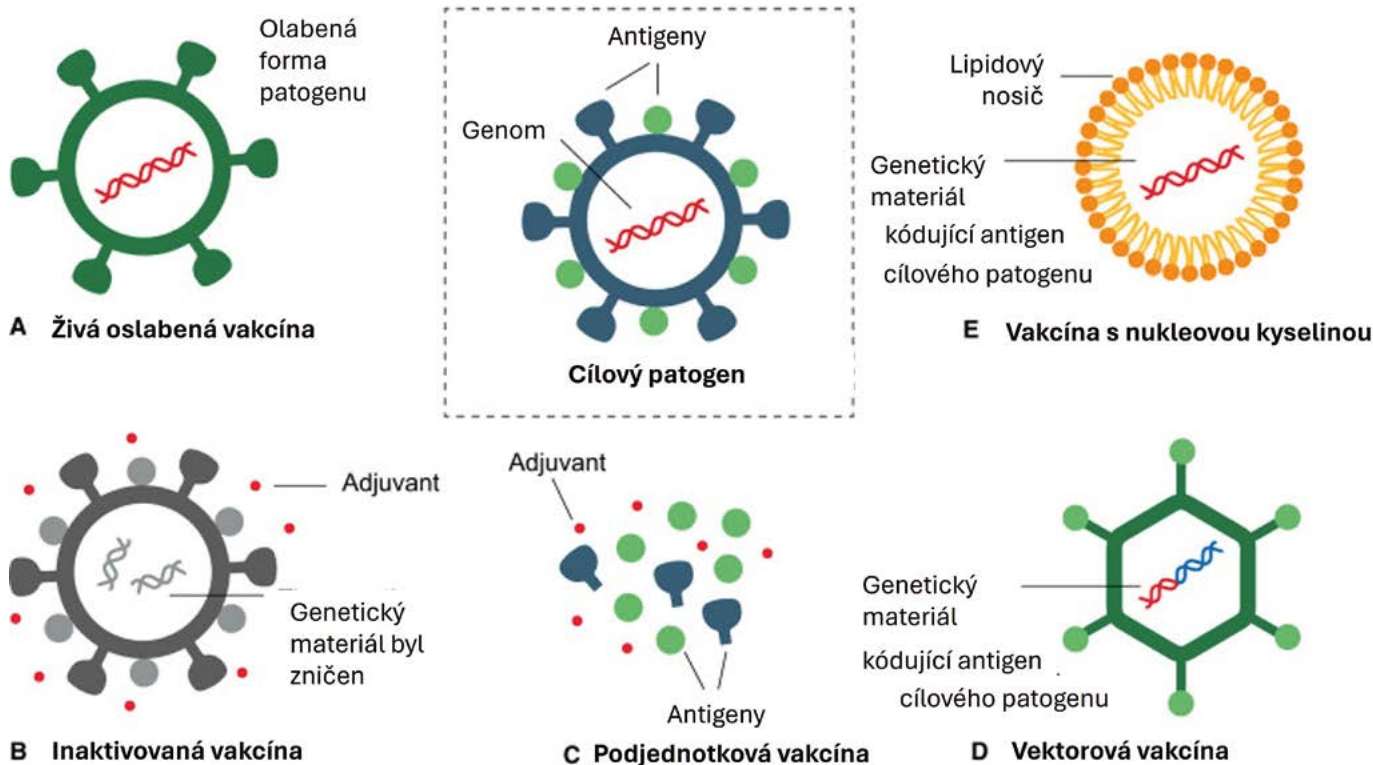 Olabená
forma
patogenu
A Živá oslabená vakcína
Antigeny
Genom
Cílový patogen
Lipidový
nosič
Genetický
materiál
kódující antigen
cílového patogenu
E Vakcína s nukleovou kyselinou
Adjuvant
Genetický
materiál byl
zničen
B Inaktivovaná vakcína
Adjuvant
Antigeny
C Podjednotková vakcína
Genetický
materiál
kódující antigen
cílového patogenu
D Vektorová vakcína